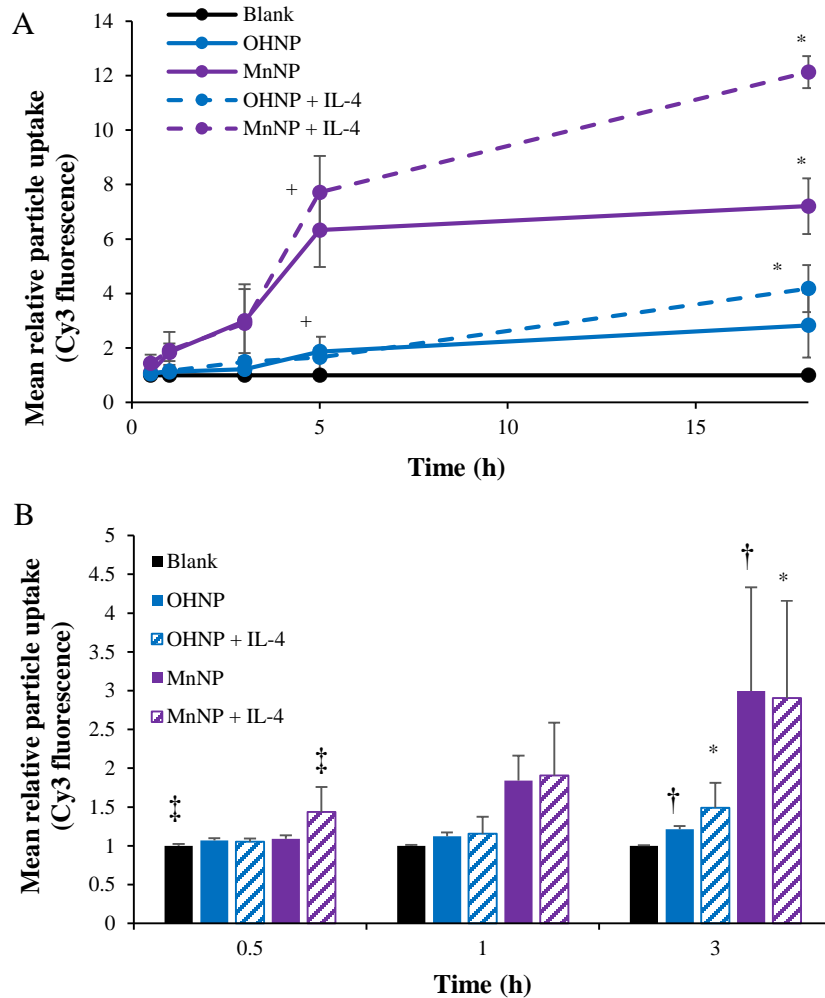 A
Blank
OHNP
MnNP
OHNP + IL-4
MnNP + IL-4
14
12
10
8
6
4
2
0
*
*
*
+
+
0
5
10
15
Time (h)
Mean relative particle uptake
(Cy3 fluorescence)
B
Blank
OHNP
OHNP + IL-4
MnNP
MnNP + IL-4
5
4.5
4
3.5
3
2.5
2
1.5
1
0.5
0
‡
‡
†
*
†
*
0.5
1
3
Time (h)
Mean relative particle uptake
(Cy3 fluorescence)